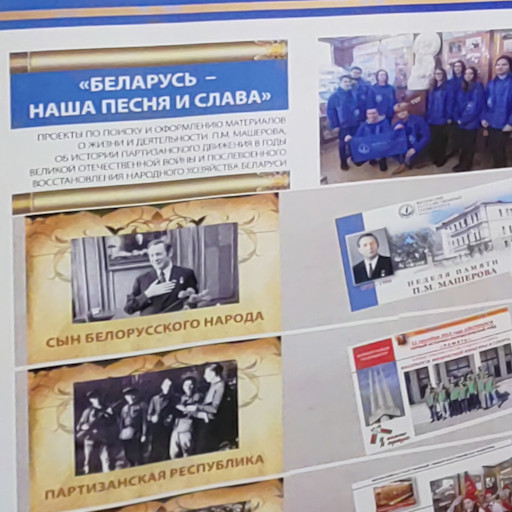 «БЕЛАРУСЬ –
НАША ПЕСНЯ И СЛАВА»
ПРОЕКТЫ ПО ПОИСКУ И ОФОРМЛЕНИЮ МАТЕРИАЛОВ
О ЖИЗНИ И ДЕЯТЕЛЬНОСТИ П.М. МАШЕРОВА,
ОБ ИСТОРИИ ПАРТИЗАНСКОГО ДВИЖЕНИЯ В ГОДЫ
ВЕЛИКОЙ ОТЕЧЕСТВЕННОЙ ВОЙНЫ И ПОСЛЕВОЕННОГО
ВОССТАНОВЛЕНИЯ НАРОДНОГО ХОЗЯЙСТВА БЕЛАРУСИ
СЫН БЕЛОРУССКОГО НАРОДА
НЕДЕЛЯ ПАМЯТИ
П.М. МАШЕРОВА
ПАРТИЗАНСКАЯ РЕСПУБЛИКА